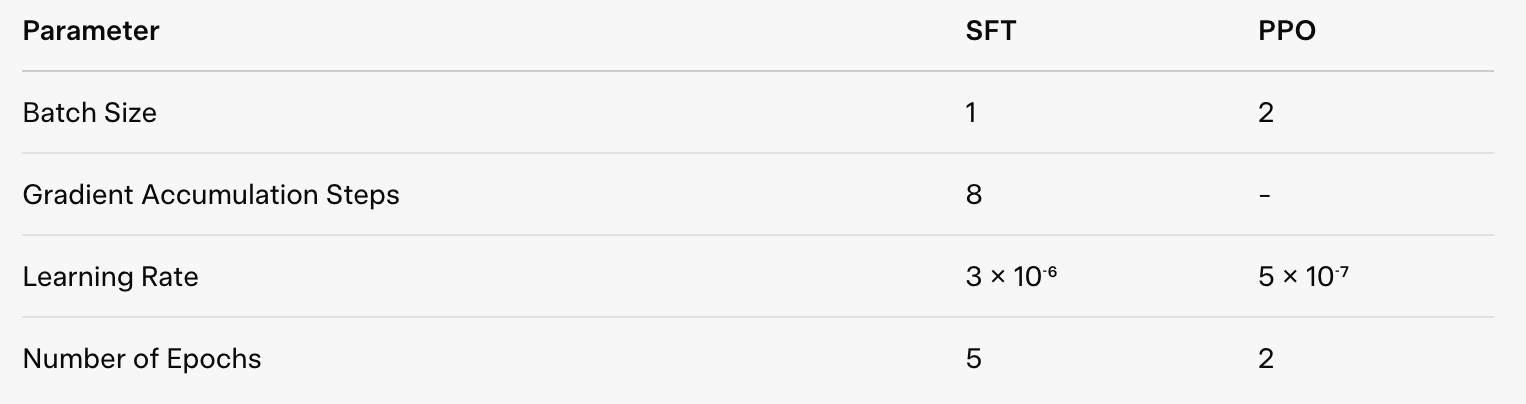 Parameter SFT PPO
Batch Size 1 2
Gradient Accumulation Steps 8 -
Learning Rate 3 × 10⁻⁶ 5 × 10⁻⁷
Number of Epochs 5 2